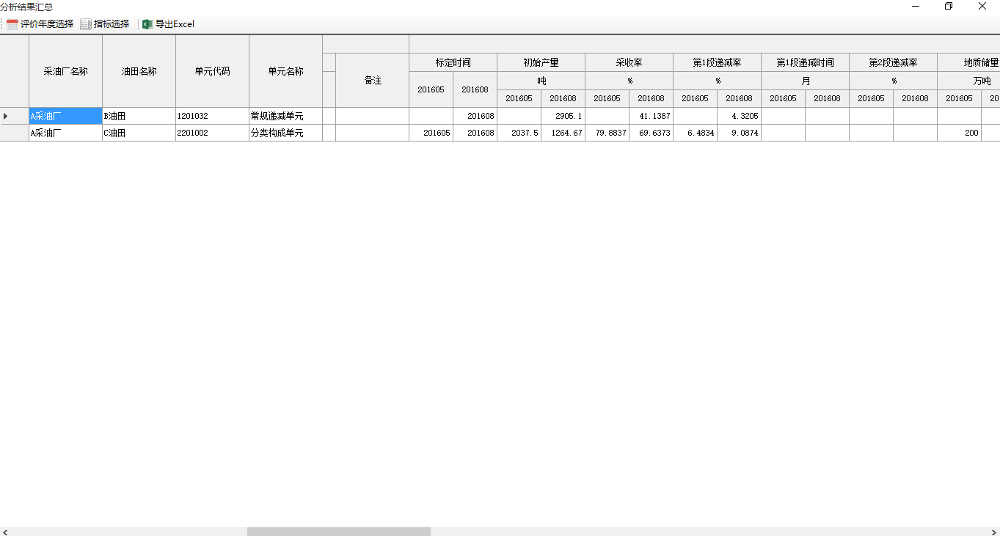 分析结果汇总
评价年度选择 指标选择 导出Excel
采油厂名称 油田名称 单元代码 单元名称 备注 标定时间 初始产量 采收率 第1段递减率 第1段递减时间 第2段递减率 地质储量
吨 % % 月 % 万吨
201605 201608 201605 201608 201605 201608 201605 201608 201605 201608 201605 201608 201605 20
A采油厂 B油田 1201032 常规递减单元 201608 2905.1 41.1387 4.3205
A采油厂 C油田 2201002 分类构成单元 201605 201608 2037.5 1264.67 79.8837 69.6373 6.4834 9.0874 200